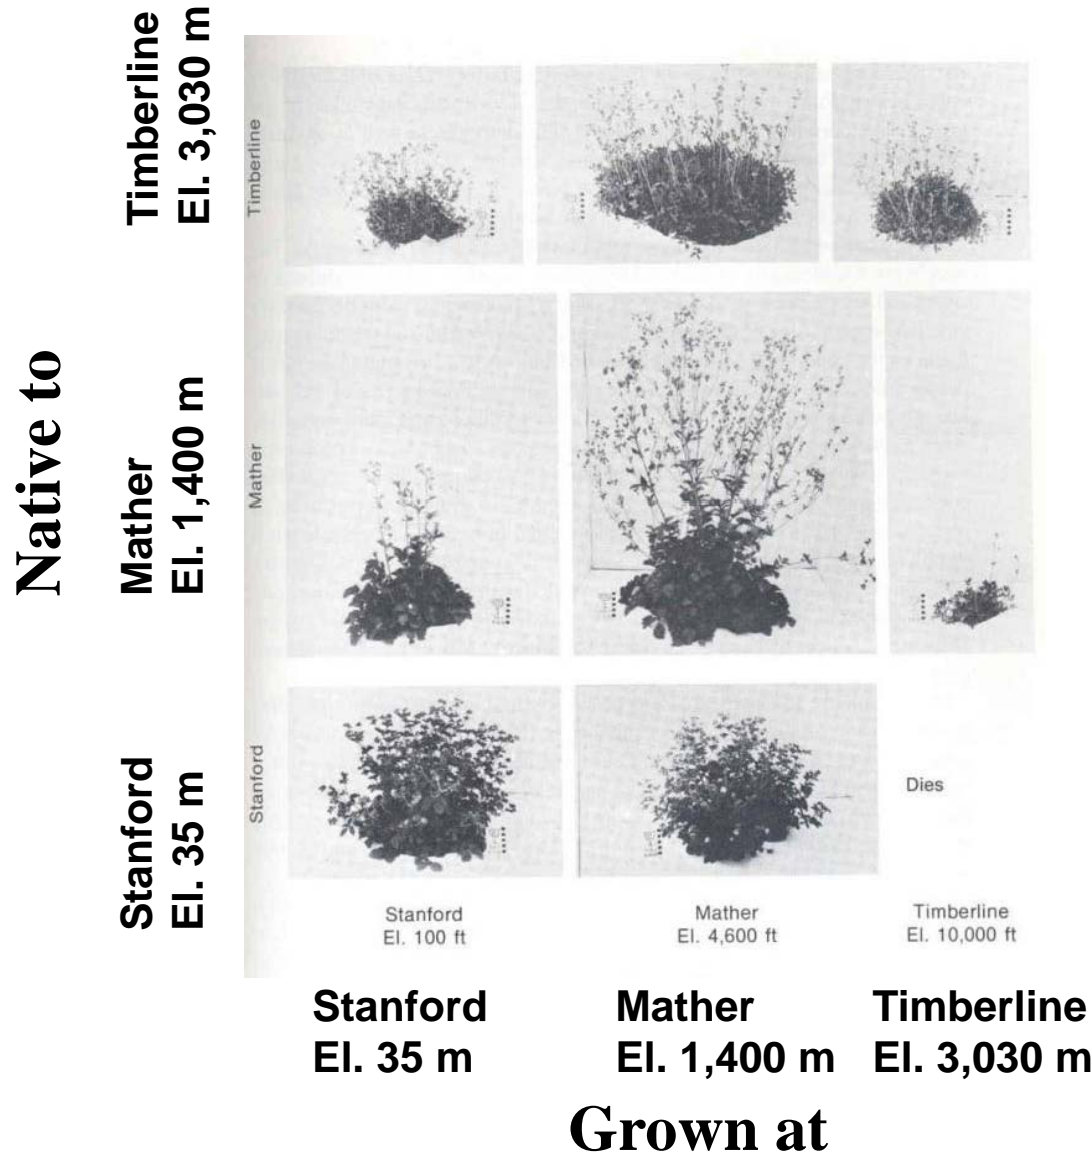 Native to
Timberline
El. 3,030 m
Mather
El. 1,400 m
Stanford
El. 35 m
Timberline
Mather
Stanford
Dies
Stanford
El. 100 ft
Mather
El. 4,600 ft
Timberline
El. 10,000 ft
Stanford
El. 35 m
Mather
El. 1,400 m
Timberline
El. 3,030 m
Grown at